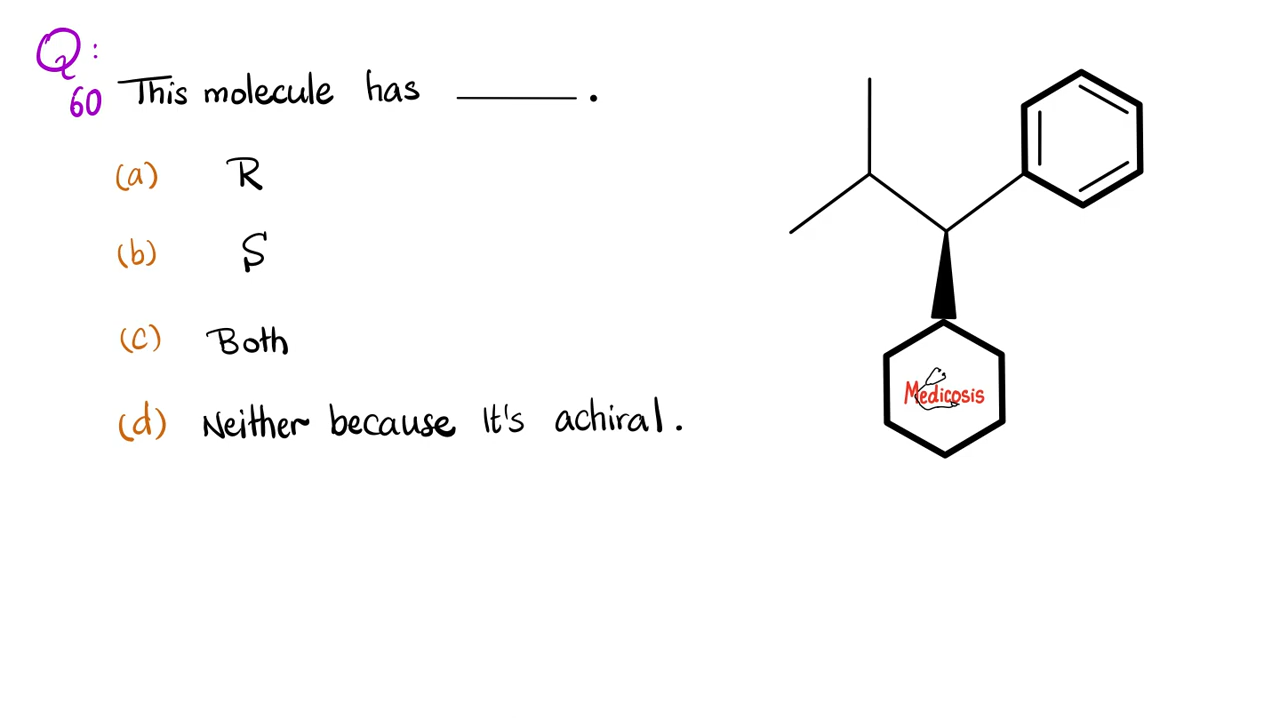 Q:
60 This molecule has ______ .
(a) R
(b) S
(c) Both
(d) Neither because It's achiral.
Medicosis